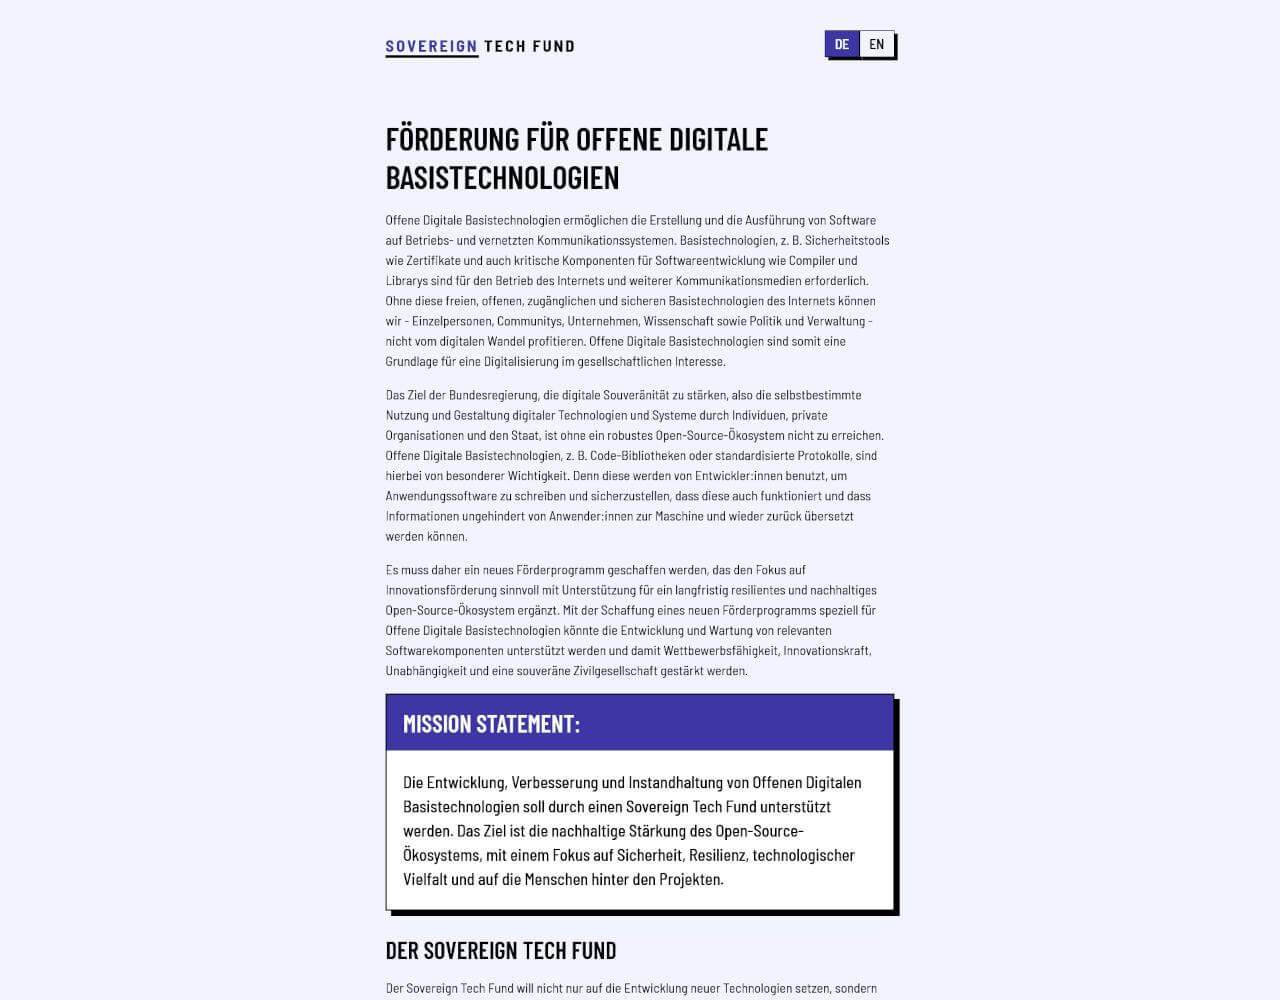 SOVEREIGN TECH FUND
DE EN
FÖRDERUNG FÜR OFFENE DIGITALE
BASISTECHNOLOGIEN
Offene Digitale Basistechnologien ermöglichen die Erstellung und die Ausführung von Software
auf Betriebs- und vernetzten Kommunikationssystemen. Basistechnologien, z. B. Sicherheitstools
wie Zertifikate und auch kritische Komponenten für Softwareentwicklung wie Compiler und
Librarys sind für den Betrieb des Internets und weiterer Kommunikationsmedien erforderlich.
Ohne diese freien, offenen, zugänglichen und sicheren Basistechnologien des Internets können
wir - Einzelpersonen, Communitys, Unternehmen, Wissenschaft sowie Politik und Verwaltung -
nicht vom digitalen Wandel profitieren. Offene Digitale Basistechnologien sind somit eine
Grundlage für eine Digitalisierung im gesellschaftlichen Interesse.
Das Ziel der Bundesregierung, die digitale Souveränität zu stärken, also die selbstbestimmte
Nutzung und Gestaltung digitaler Technologien und Systeme durch Individuen, private
Organisationen und den Staat, ist ohne ein robustes Open-Source-Ökosystem nicht zu erreichen.
Offene Digitale Basistechnologien, z. B. Code-Bibliotheken oder standardisierte Protokolle, sind
hierbei von besonderer Wichtigkeit. Denn diese werden von Entwickler:innen benutzt, um
Anwendungssoftware zu schreiben und sicherzustellen, dass diese auch funktioniert und dass
Informationen ungehindert von Anwender:innen zur Maschine und wieder zurück übersetzt
werden können.
Es muss daher ein neues Förderprogramm geschaffen werden, das den Fokus auf
Innovationsförderung sinnvoll mit Unterstützung für ein langfristig resilientes und nachhaltiges
Open-Source-Ökosystem ergänzt. Mit der Schaffung eines neuen Förderprogramms speziell für
Offene Digitale Basistechnologien könnte die Entwicklung und Wartung von relevanten
Softwarekomponenten unterstützt werden und damit Wettbewerbsfähigkeit, Innovationskraft,
Unabhängigkeit und eine souveräne Zivilgesellschaft gestärkt werden.
MISSION STATEMENT:
Die Entwicklung, Verbesserung und Instandhaltung von Offenen Digitalen
Basistechnologien soll durch einen Sovereign Tech Fund unterstützt
werden. Das Ziel ist die nachhaltige Stärkung des Open-Source-
Ökosystems, mit einem Fokus auf Sicherheit, Resilienz, technologischer
Vielfalt und auf die Menschen hinter den Projekten.
DER SOVEREIGN TECH FUND
Der Sovereign Tech Fund will nicht nur auf die Entwicklung neuer Technologien setzen, sondern